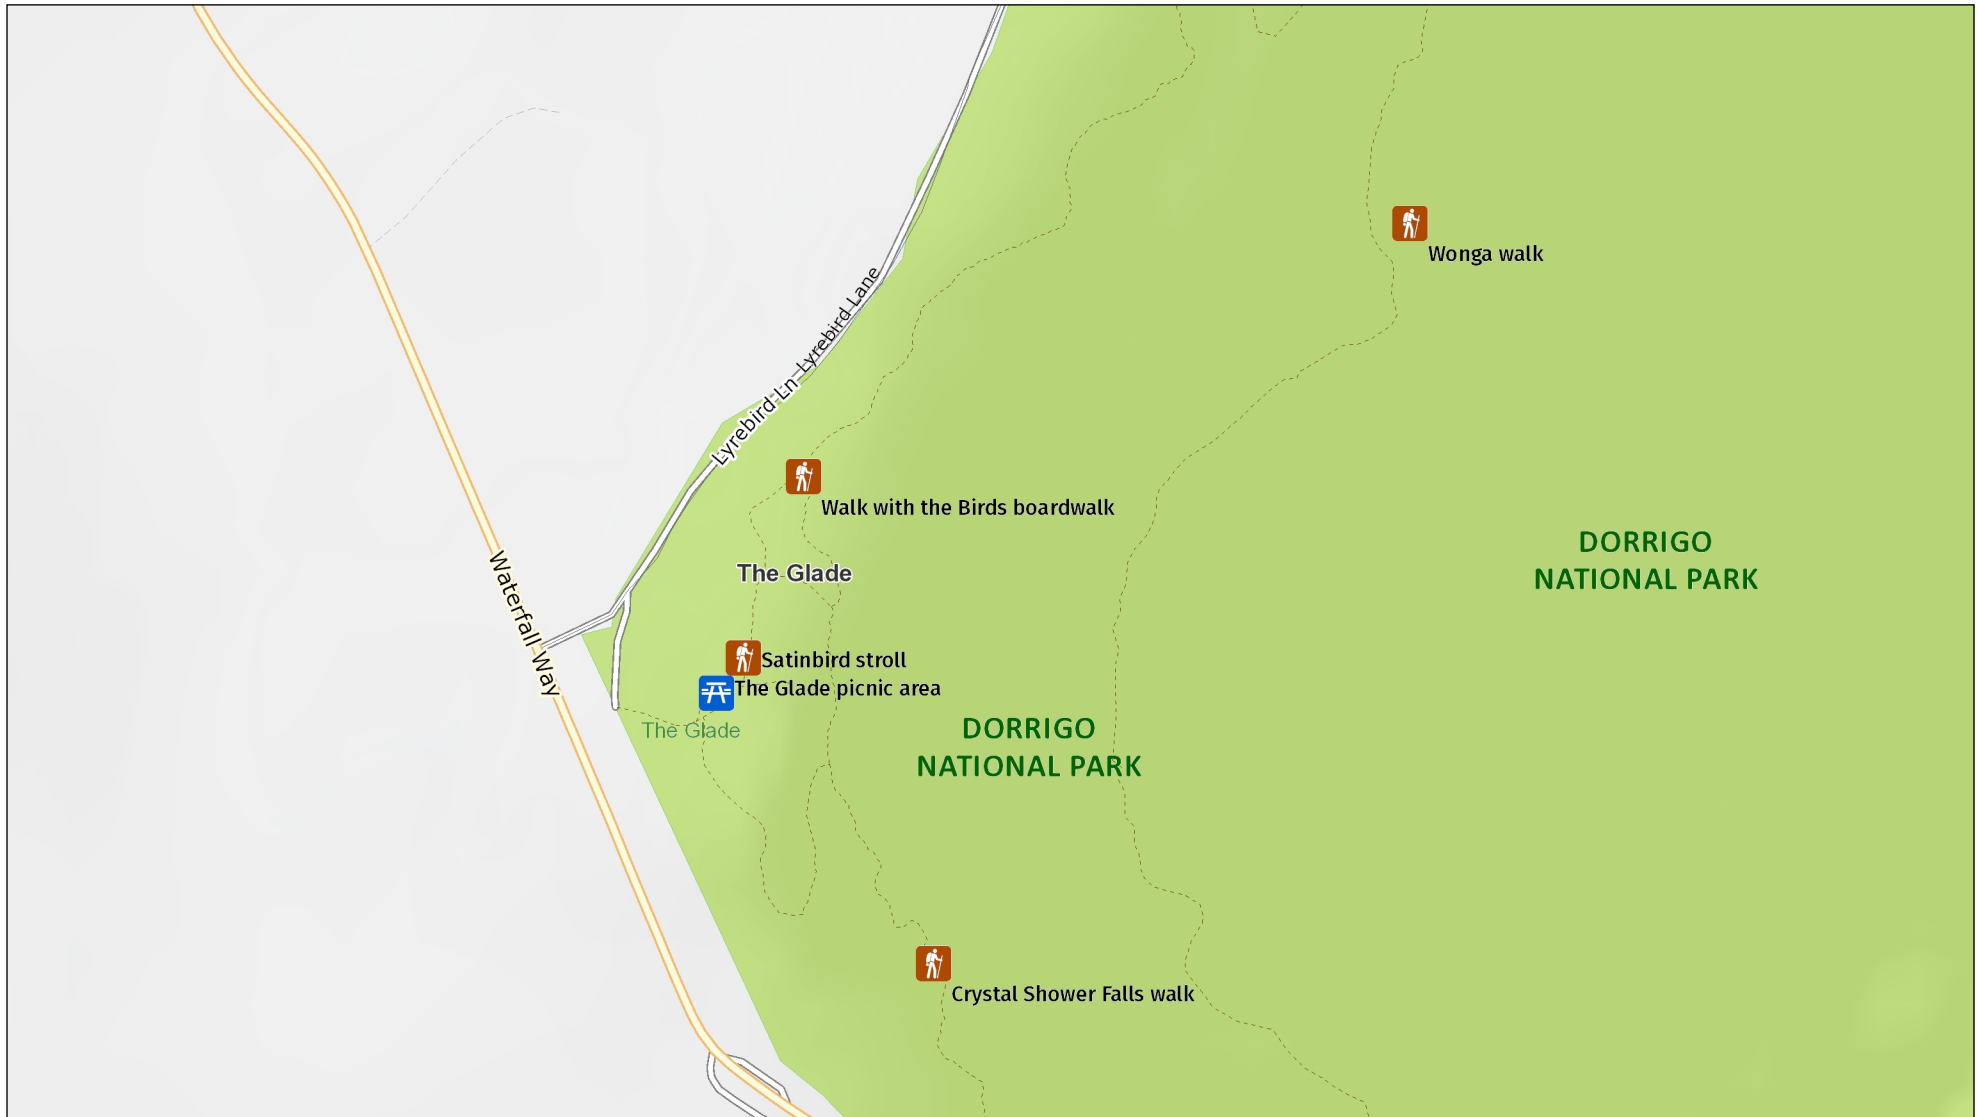 Wonga walk
Lyrebird Lane
Lyrebird Ln
Walk with the Birds boardwalk
DORRIGO
NATIONAL PARK
The Glade
Waterfall Way
Satinbird stroll
The Glade picnic area
The Glade
DORRIGO
NATIONAL PARK
Crystal Shower Falls walk